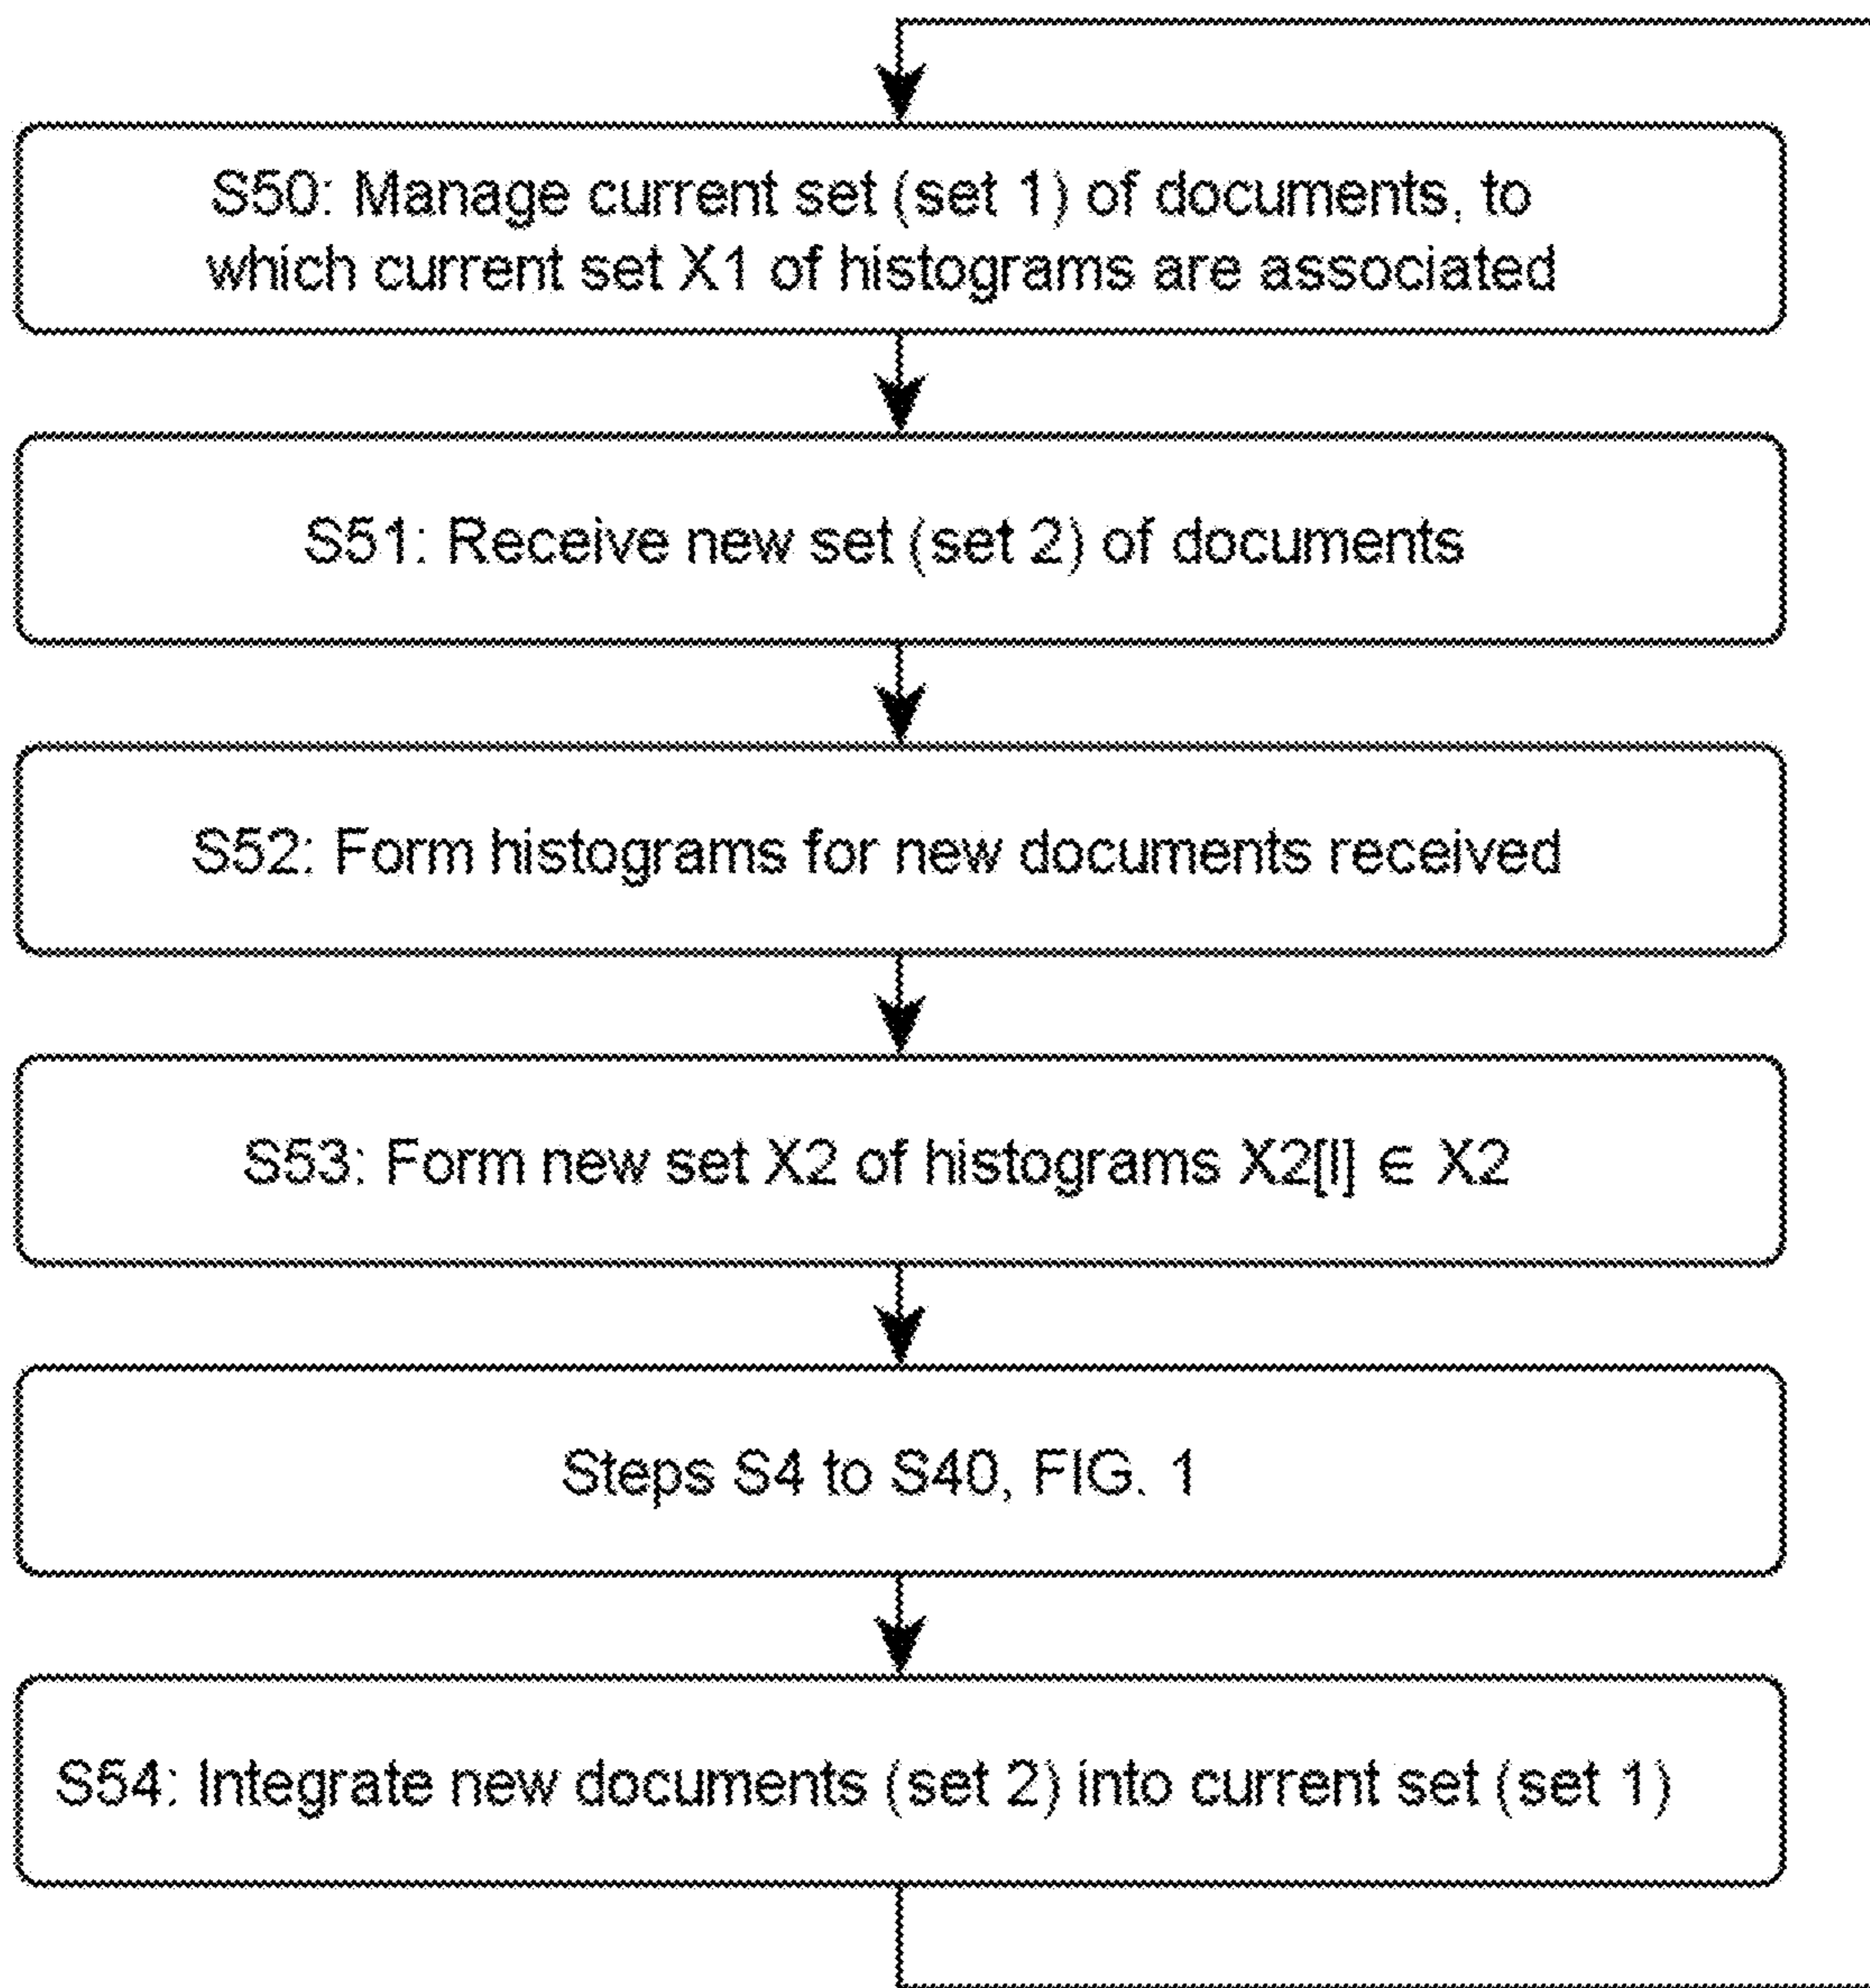 S50: Manage current set (set 1) of documents, to
which current set X1 of histograms are associated
S51: Receive new set (set 2) of documents
S52: Form histograms for new documents received
S53: Form new set X2 of histograms X2[l] ∈ X2
Steps S4 to S40, FIG. 1
S54: Integrate new documents (set 2) into current set (set 1)